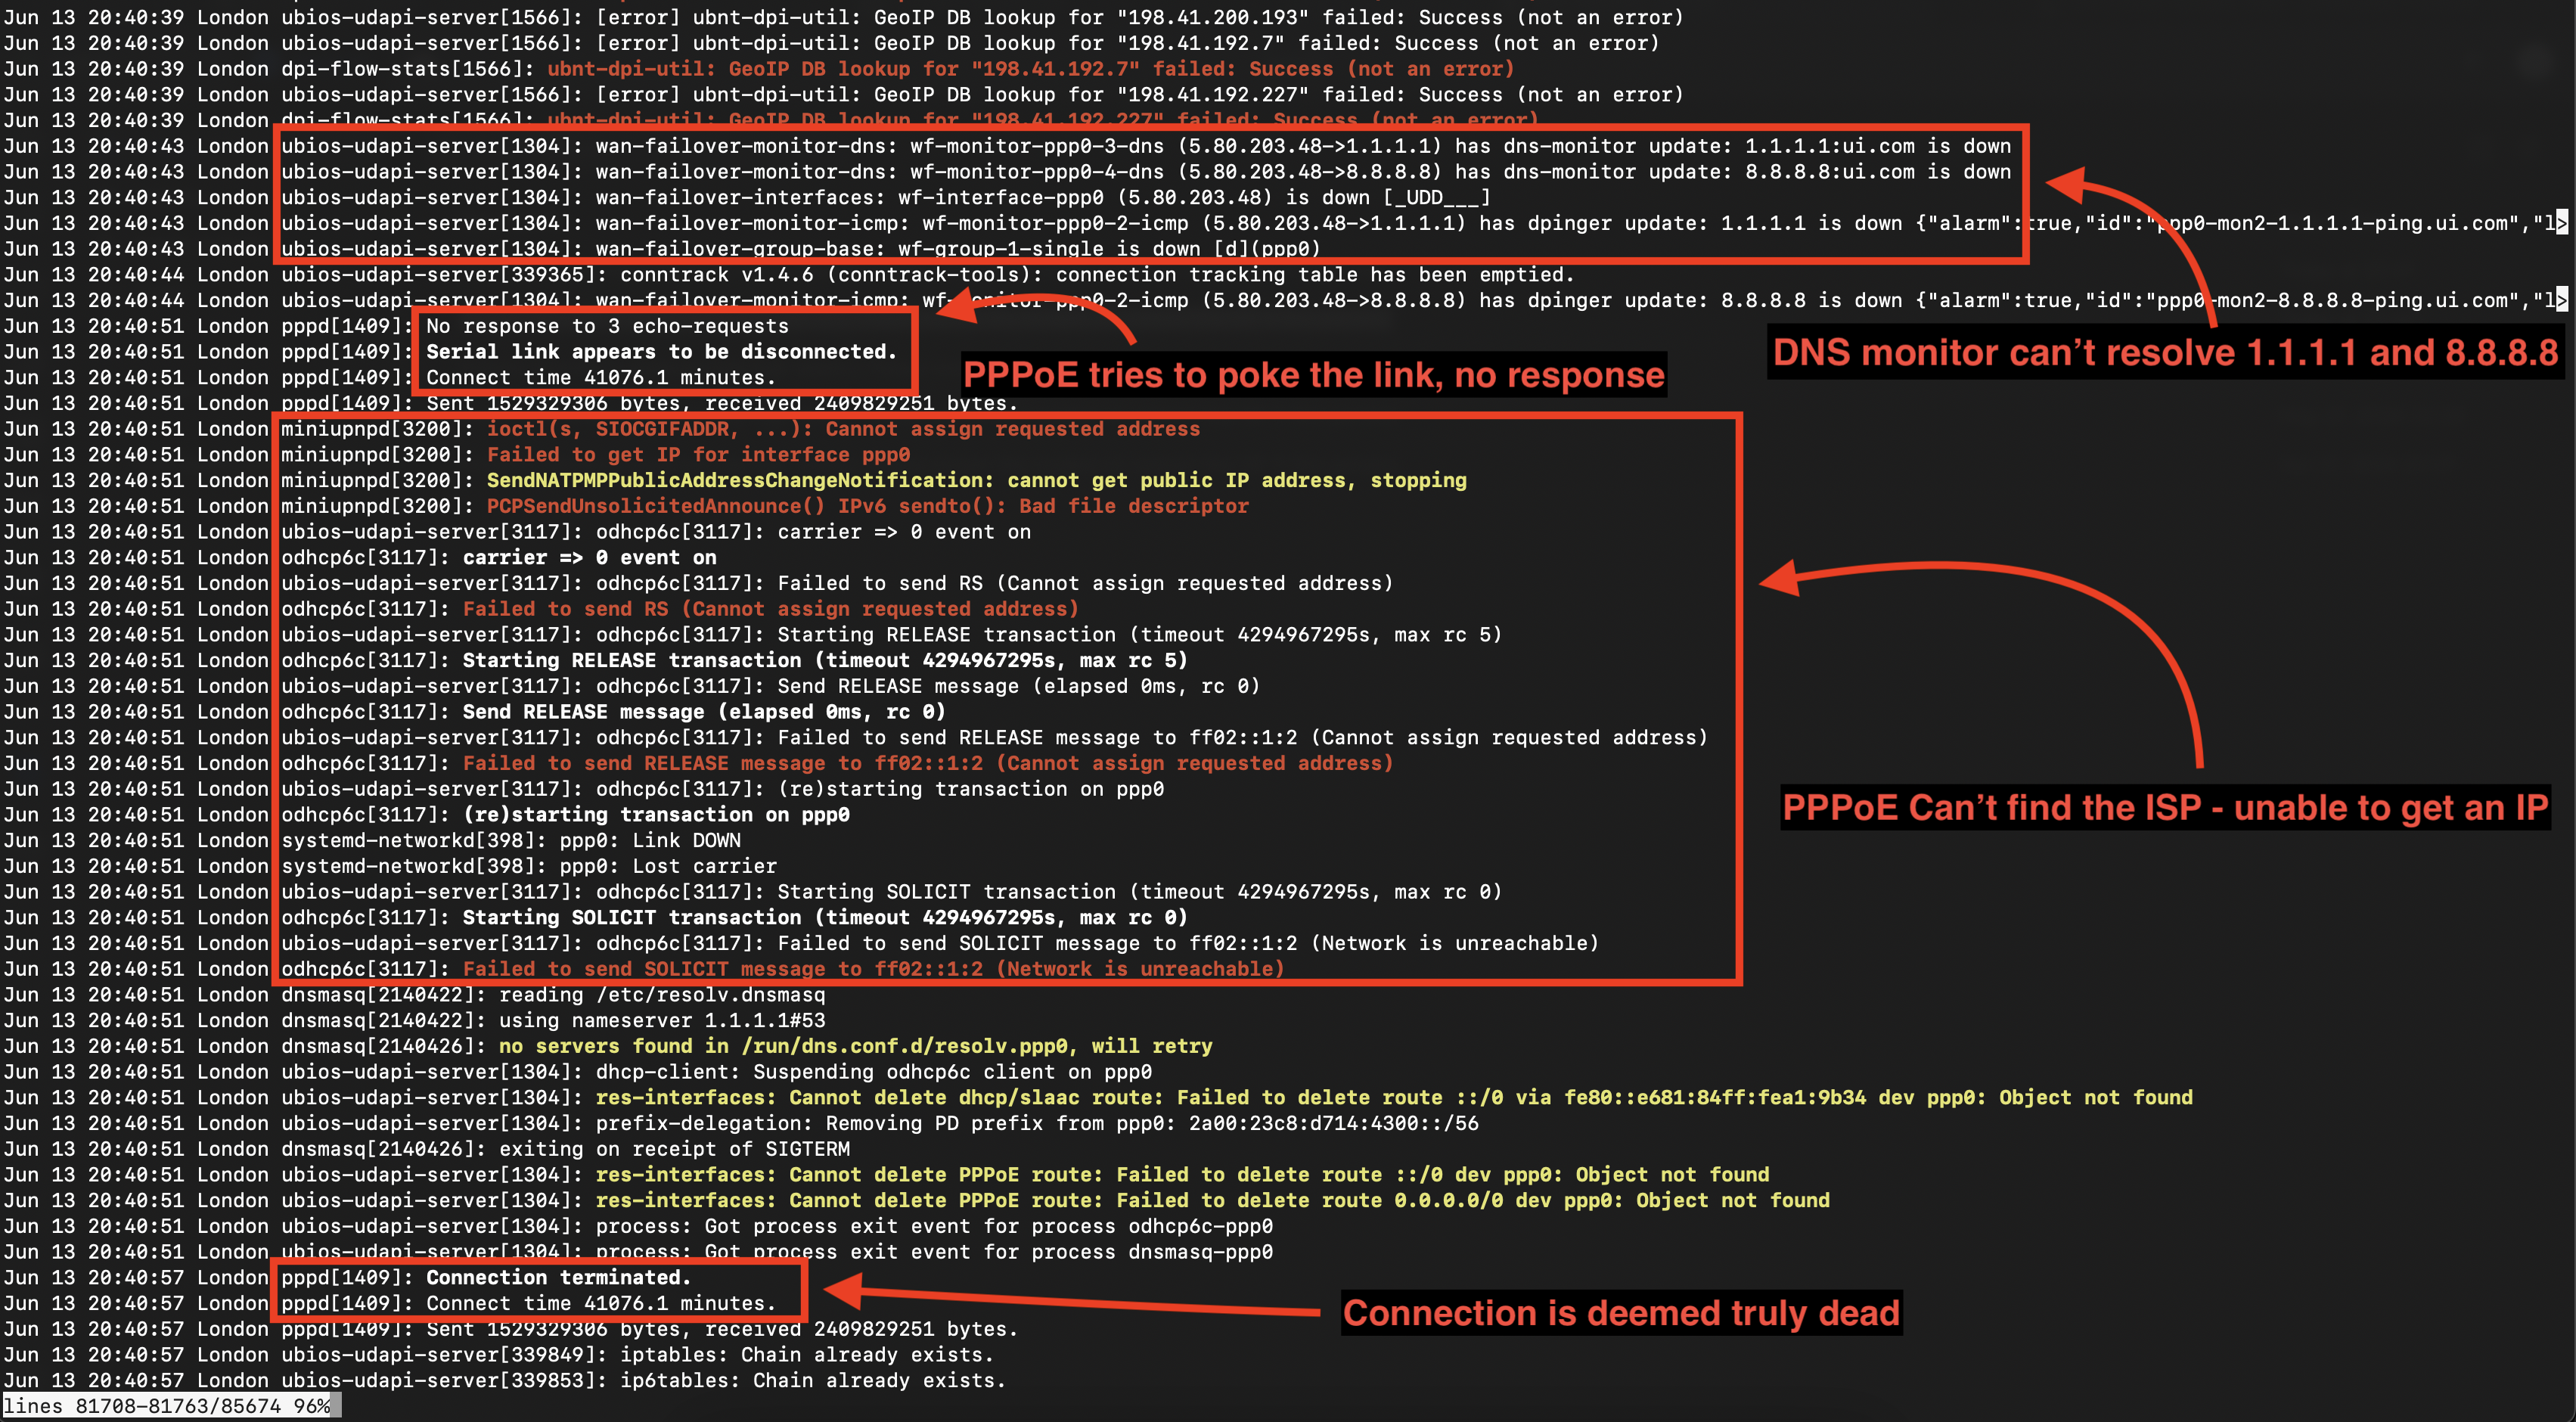 Jun 13 20:40:39 London ubios-udapi-server[1566]: [error] ubnt-dpi-util: GeoIP DB lookup for "198.41.200.193" failed: Success (not an error)
Jun 13 20:40:39 London ubios-udapi-server[1566]: [error] ubnt-dpi-util: GeoIP DB lookup for "198.41.192.7" failed: Success (not an error)
Jun 13 20:40:39 London dpi-flow-stats[1566]: ubnt-dpi-util: GeoIP DB lookup for "198.41.192.7" failed: Success (not an error)
Jun 13 20:40:39 London ubios-udapi-server[1566]: [error] ubnt-dpi-util: GeoIP DB lookup for "198.41.192.227" failed: Success (not an error)
Jun 13 20:40:39 London dpi-flow-stats[1566]: ubnt-dpi-util: GeoIP DB lookup for "198.41.192.227" failed: Success (not an error)
Jun 13 20:40:43 London ubios-udapi-server[1304]: wan-failover-monitor-dns: wf-monitor-ppp0-3-dns (5.80.203.48->1.1.1.1) has dns-monitor update: 1.1.1.1:ui.com is down
Jun 13 20:40:43 London ubios-udapi-server[1304]: wan-failover-monitor-dns: wf-monitor-ppp0-4-dns (5.80.203.48->8.8.8.8) has dns-monitor update: 8.8.8.8:ui.com is down
Jun 13 20:40:43 London ubios-udapi-server[1304]: wan-failover-interfaces: wf-interface-ppp0 (5.80.203.48) is down [_UDD___]
Jun 13 20:40:43 London ubios-udapi-server[1304]: wan-failover-monitor-icmp: wf-monitor-ppp0-2-icmp (5.80.203.48->1.1.1.1) has dpinger update: 1.1.1.1 is down {"alarm":true,"id":"ppp0-mon2-1.1.1.1-ping.ui.com","l>
Jun 13 20:40:43 London ubios-udapi-server[1304]: wan-failover-group-base: wf-group-1-single is down [d](ppp0)
Jun 13 20:40:44 London ubios-udapi-server[339365]: conntrack v1.4.6 (conntrack-tools): connection tracking table has been emptied.
Jun 13 20:40:44 London ubios-udapi-server[1304]: wan-failover-monitor-icmp: wf-monitor-ppp0-2-icmp (5.80.203.48->8.8.8.8) has dpinger update: 8.8.8.8 is down {"alarm":true,"id":"ppp0-mon2-8.8.8.8-ping.ui.com","l>
Jun 13 20:40:51 London pppd[1409]: No response to 3 echo-requests
Jun 13 20:40:51 London pppd[1409]: Serial link appears to be disconnected.
DNS monitor can't resolve 1.1.1.1 and 8.8.8.8
Jun 13 20:40:51 London pppd[1409]: Connect time 41076.1 minutes.
PPPoE tries to poke the link, no response
Jun 13 20:40:51 London pppd[1409]: Sent 1529329306 bytes, received 2409829251 bytes.
Jun 13 20:40:51 London miniupnpd[3200]: ioctl(s, SIOCGIFADDR, ...): Cannot assign requested address
Jun 13 20:40:51 London miniupnpd[3200]: Failed to get IP for interface ppp0
Jun 13 20:40:51 London miniupnpd[3200]: SendNATPMPPublicAddressChangeNotification: cannot get public IP address, stopping
Jun 13 20:40:51 London miniupnpd[3200]: PCPSendUnsolicitedAnnounce() IPv6 sendto(): Bad file descriptor
Jun 13 20:40:51 London ubios-udapi-server[3117]: odhcp6c[3117]: carrier => 0 event on
Jun 13 20:40:51 London odhcp6c[3117]: carrier => 0 event on
Jun 13 20:40:51 London ubios-udapi-server[3117]: odhcp6c[3117]: Failed to send RS (Cannot assign requested address)
Jun 13 20:40:51 London odhcp6c[3117]: Failed to send RS (Cannot assign requested address)
Jun 13 20:40:51 London ubios-udapi-server[3117]: odhcp6c[3117]: Starting RELEASE transaction (timeout 4294967295s, max rc 5)
Jun 13 20:40:51 London odhcp6c[3117]: Starting RELEASE transaction (timeout 4294967295s, max rc 5)
Jun 13 20:40:51 London ubios-udapi-server[3117]: odhcp6c[3117]: Send RELEASE message (elapsed 0ms, rc 0)
Jun 13 20:40:51 London odhcp6c[3117]: Send RELEASE message (elapsed 0ms, rc 0)
Jun 13 20:40:51 London ubios-udapi-server[3117]: odhcp6c[3117]: Failed to send RELEASE message to ff02::1:2 (Cannot assign requested address)
Jun 13 20:40:51 London odhcp6c[3117]: Failed to send RELEASE message to ff02::1:2 (Cannot assign requested address)
Jun 13 20:40:51 London ubios-udapi-server[3117]: odhcp6c[3117]: (re)starting transaction on ppp0
Jun 13 20:40:51 London odhcp6c[3117]: (re)starting transaction on ppp0
PPPoE Can't find the ISP - unable to get an IP
Jun 13 20:40:51 London systemd-networkd[398]: ppp0: Link DOWN
Jun 13 20:40:51 London systemd-networkd[398]: ppp0: Lost carrier
Jun 13 20:40:51 London ubios-udapi-server[3117]: odhcp6c[3117]: Starting SOLICIT transaction (timeout 4294967295s, max rc 0)
Jun 13 20:40:51 London odhcp6c[3117]: Starting SOLICIT transaction (timeout 4294967295s, max rc 0)
Jun 13 20:40:51 London ubios-udapi-server[3117]: odhcp6c[3117]: Failed to send SOLICIT message to ff02::1:2 (Network is unreachable)
Jun 13 20:40:51 London odhcp6c[3117]: Failed to send SOLICIT message to ff02::1:2 (Network is unreachable)
Jun 13 20:40:51 London dnsmasq[2140422]: reading /etc/resolv.dnsmasq
Jun 13 20:40:51 London dnsmasq[2140422]: using nameserver 1.1.1.1#53
Jun 13 20:40:51 London dnsmasq[2140426]: no servers found in /run/dns.conf.d/resolv.ppp0, will retry
Jun 13 20:40:51 London ubios-udapi-server[1304]: dhcp-client: Suspending odhcp6c client on ppp0
Jun 13 20:40:51 London ubios-udapi-server[1304]: res-interfaces: Cannot delete dhcp/slaac route: Failed to delete route ::/0 via fe80::e681:84ff:fea1:9b34 dev ppp0: Object not found
Jun 13 20:40:51 London ubios-udapi-server[1304]: prefix-delegation: Removing PD prefix from ppp0: 2a00:23c8:d714:4300::/56
Jun 13 20:40:51 London dnsmasq[2140426]: exiting on receipt of SIGTERM
Jun 13 20:40:51 London ubios-udapi-server[1304]: res-interfaces: Cannot delete PPPoE route: Failed to delete route ::/0 dev ppp0: Object not found
Jun 13 20:40:51 London ubios-udapi-server[1304]: res-interfaces: Cannot delete PPPoE route: Failed to delete route 0.0.0.0/0 dev ppp0: Object not found
Jun 13 20:40:51 London ubios-udapi-server[1304]: process: Got process exit event for process odhcp6c-ppp0
Jun 13 20:40:51 London ubios-udapi-server[1304]: process: Got process exit event for process dnsmasq-ppp0
Jun 13 20:40:57 London pppd[1409]: Connection terminated.
Jun 13 20:40:57 London pppd[1409]: Connect time 41076.1 minutes.
Connection is deemed truly dead
Jun 13 20:40:57 London pppd[1409]: Sent 1529329306 bytes, received 2409829251 bytes.
Jun 13 20:40:57 London ubios-udapi-server[339849]: iptables: Chain already exists.
Jun 13 20:40:57 London ubios-udapi-server[339853]: ip6tables: Chain already exists.
lines 81708-81763/85674 96%